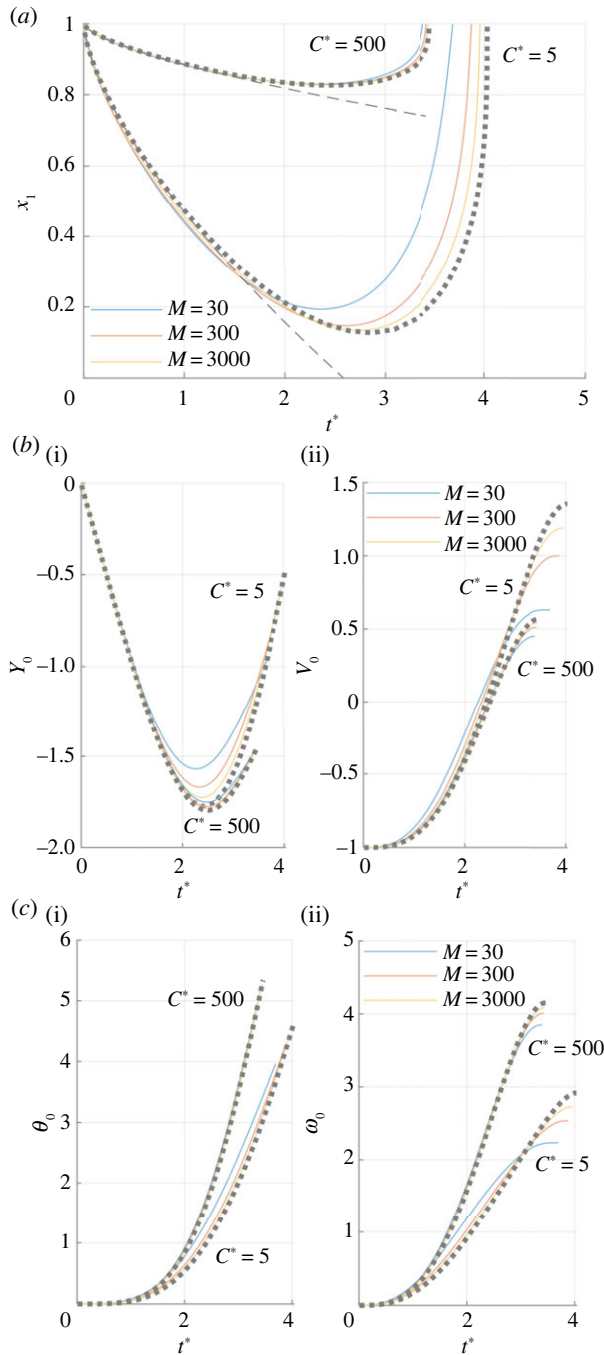 (a)
1
0.8
0.6
0.4
0.2
0
1
2
3
4
5
x1
t*
C* = 500
C* = 5
M = 30
M = 300
M = 3000
(b) (i)
0
−0.5
−1.0
−1.5
−2.0
0
2
4
Y0
t*
C* = 5
C* = 500
(ii)
1.5
1.0
0.5
0
−0.5
−1
0
2
4
V0
t*
M = 30
M = 300
M = 3000
C* = 5
C* = 500
(c) (i)
6
5
4
3
2
1
0
2
4
θ0
t*
C* = 500
C* = 5
(ii)
5
4
3
2
1
0
2
4
ω0
t*
M = 30
M = 300
M = 3000
C* = 500
C* = 5